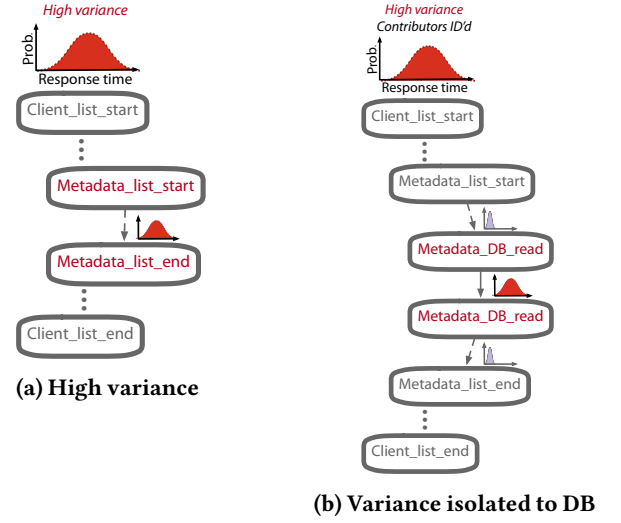 High variance
Prob.
Response time
Client_list_start
Metadata_list_start
Metadata_list_end
Client_list_end
(a) High variance
High variance
Contributors ID'd
Prob.
Response time
Client_list_start
Metadata_list_start
Metadata_DB_read
Metadata_DB_read
Metadata_list_end
Client_list_end
(b) Variance isolated to DB